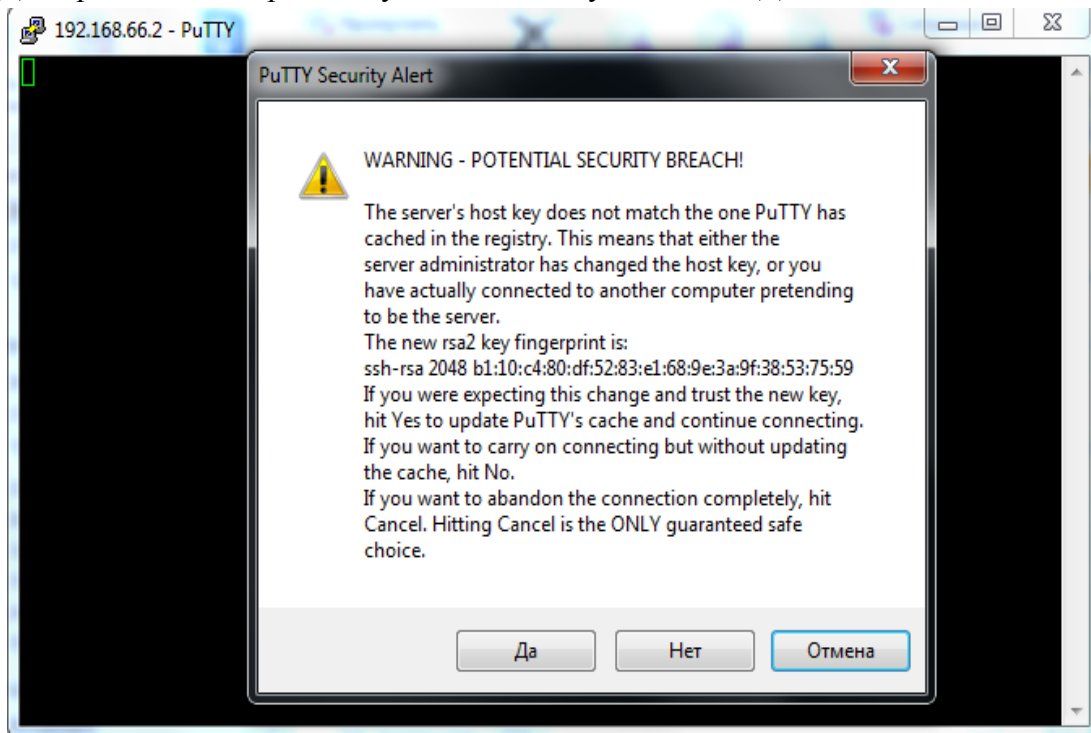 192.168.66.2 - PuTTY
PuTTY Security Alert
WARNING - POTENTIAL SECURITY BREACH!
The server's host key does not match the one PuTTY has
cached in the registry. This means that either the
server administrator has changed the host key, or you
have actually connected to another computer pretending
to be the server.
The new rsa2 key fingerprint is:
ssh-rsa 2048 b1:10:c4:80:df:52:83:e1:68:9e:3a:9f:38:53:75:59
If you were expecting this change and trust the new key,
hit Yes to update PuTTY's cache and continue connecting.
If you want to carry on connecting but without updating
the cache, hit No.
If you want to abandon the connection completely, hit
Cancel. Hitting Cancel is the ONLY guaranteed safe
choice.
Да
Нет
Отмена